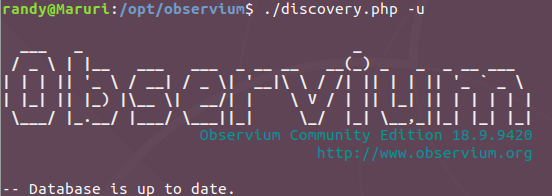 randy@Maruri:/opt/observium$ ./discovery.php -u
Observium
Observium Community Edition 18.9.9420
http://www.observium.org
-- Database is up to date.